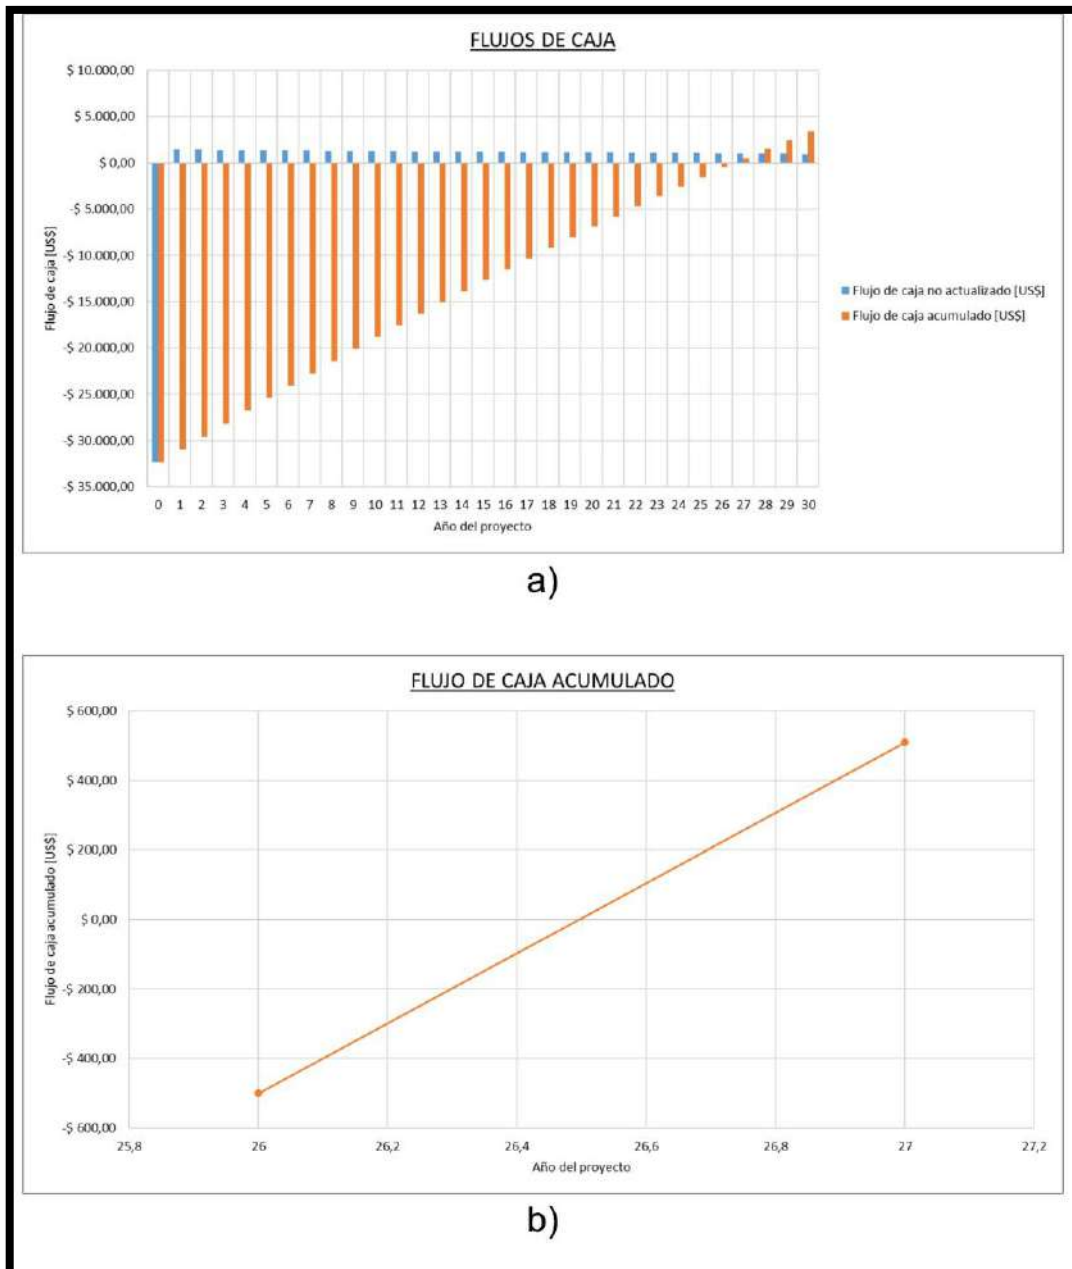 FLUJOS DE CAJA
$ 10.000,00
$ 5.000,00
$ 0,00
-$ 5.000,00
-$ 10.000,00
-$ 15.000,00
-$ 20.000,00
-$ 25.000,00
-$ 30.000,00
-$ 35.000,00
Flujo de caja [US$]
0 1 2 3 4 5 6 7 8 9 10 11 12 13 14 15 16 17 18 19 20 21 22 23 24 25 26 27 28 29 30
Año del proyecto
Flujo de caja no actualizado [US$]
Flujo de caja acumulado [US$]
a)
FLUJO DE CAJA ACUMULADO
$ 600,00
$ 400,00
$ 200,00
$ 0,00
-$ 200,00
-$ 400,00
-$ 600,00
Flujo de caja acumulado [US$]
25,8 26 26,2 26,4 26,6 26,8 27 27,2
Año del proyecto
b)